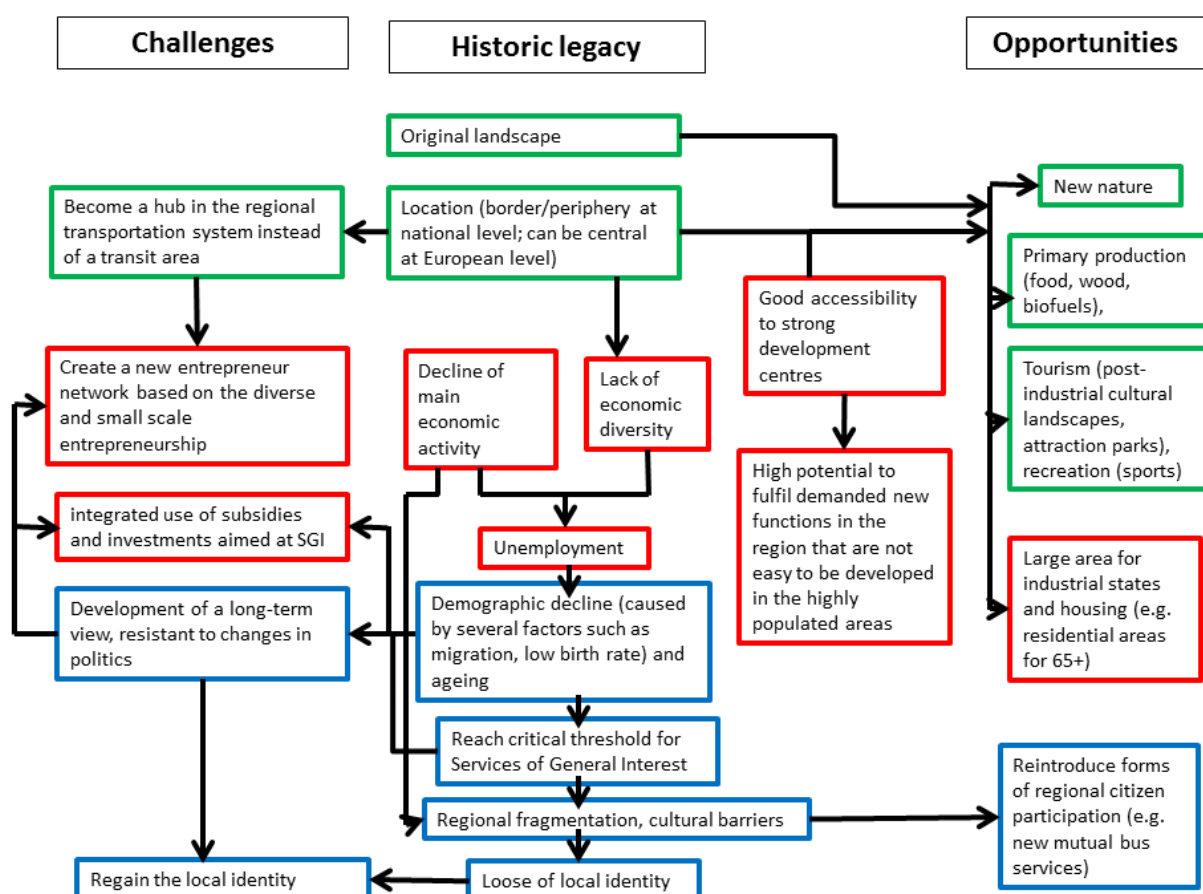 Challenges
Historic legacy
Opportunities
Original landscape
New nature
Become a hub in the regional
transportation system instead
of a transit area
Location (border/periphery at
national level; can be central
at European level)
Primary production
(food, wood,
biofuels),
Good accessibility
to strong
development
centres
Create a new entrepreneur
network based on the diverse
and small scale
entrepreneurship
Decline of
main
economic
activity
Lack of
economic
diversity
Tourism (post-
industrial cultural
landscapes,
attraction parks),
recreation (sports)
High potential to
fulfil demanded new
functions in the
region that are not
easy to be developed
in the highly
populated areas
integrated use of subsidies
and investments aimed at SGI
Unemployment
Large area for
industrial states
and housing (e.g.
residential areas
for 65+)
Development of a long-term
view, resistant to changes in
politics
Demographic decline (caused
by several factors such as
migration, low birth rate) and
ageing
Reach critical threshold for
Services of General Interest
Reintroduce forms
of regional citizen
participation (e.g.
new mutual bus
services)
Regional fragmentation, cultural barriers
Regain the local identity
Loose of local identity